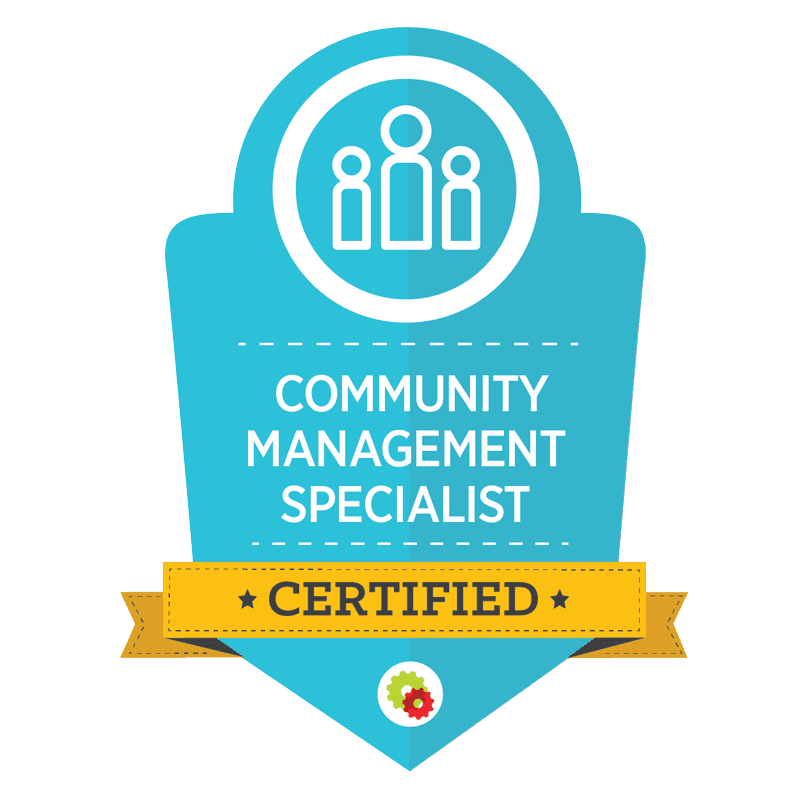 COMMUNITY
MANAGEMENT
SPECIALIST
★ CERTIFIED ★